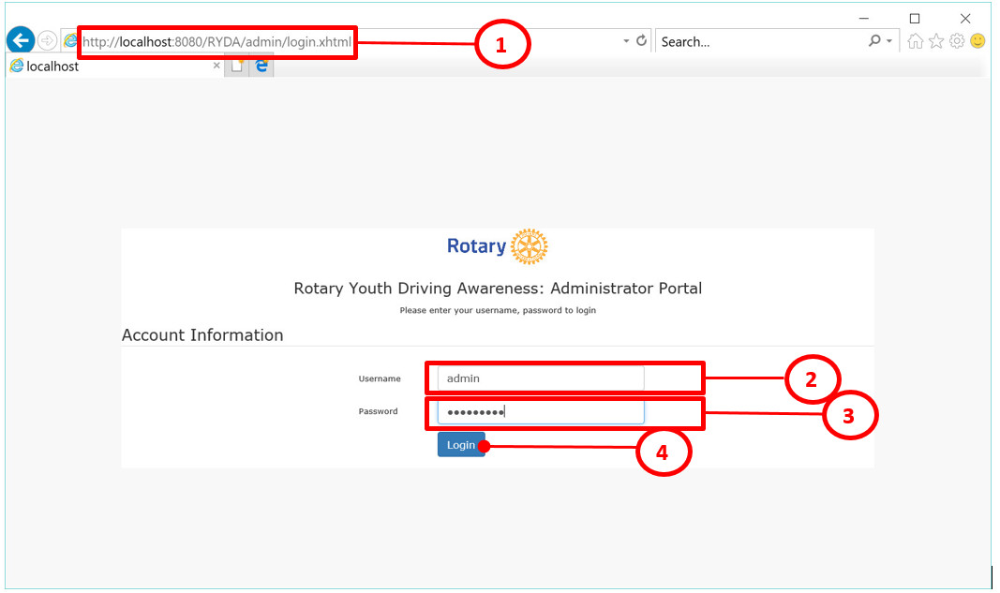 http://localhost:8080/RYDA/admin/login.xhtml
1
Search...
localhost
Rotary
Rotary Youth Driving Awareness: Administrator Portal
Please enter your username, password to login
Account Information
Username
admin
2
Password
•••••••••
3
Login
4